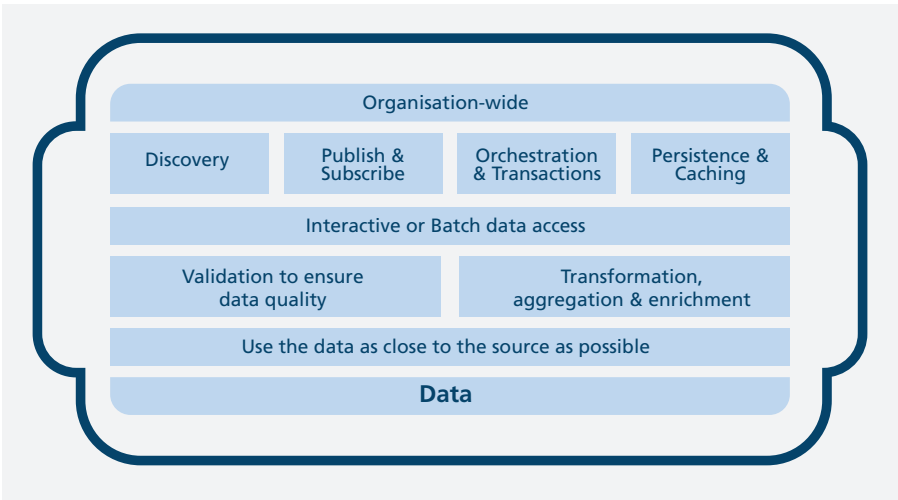 Organisation-wide
Discovery
Publish &
Subscribe
Orchestration
& Transactions
Persistence &
Caching
Interactive or Batch data access
Validation to ensure
data quality
Transformation,
aggregation & enrichment
Use the data as close to the source as possible
Data